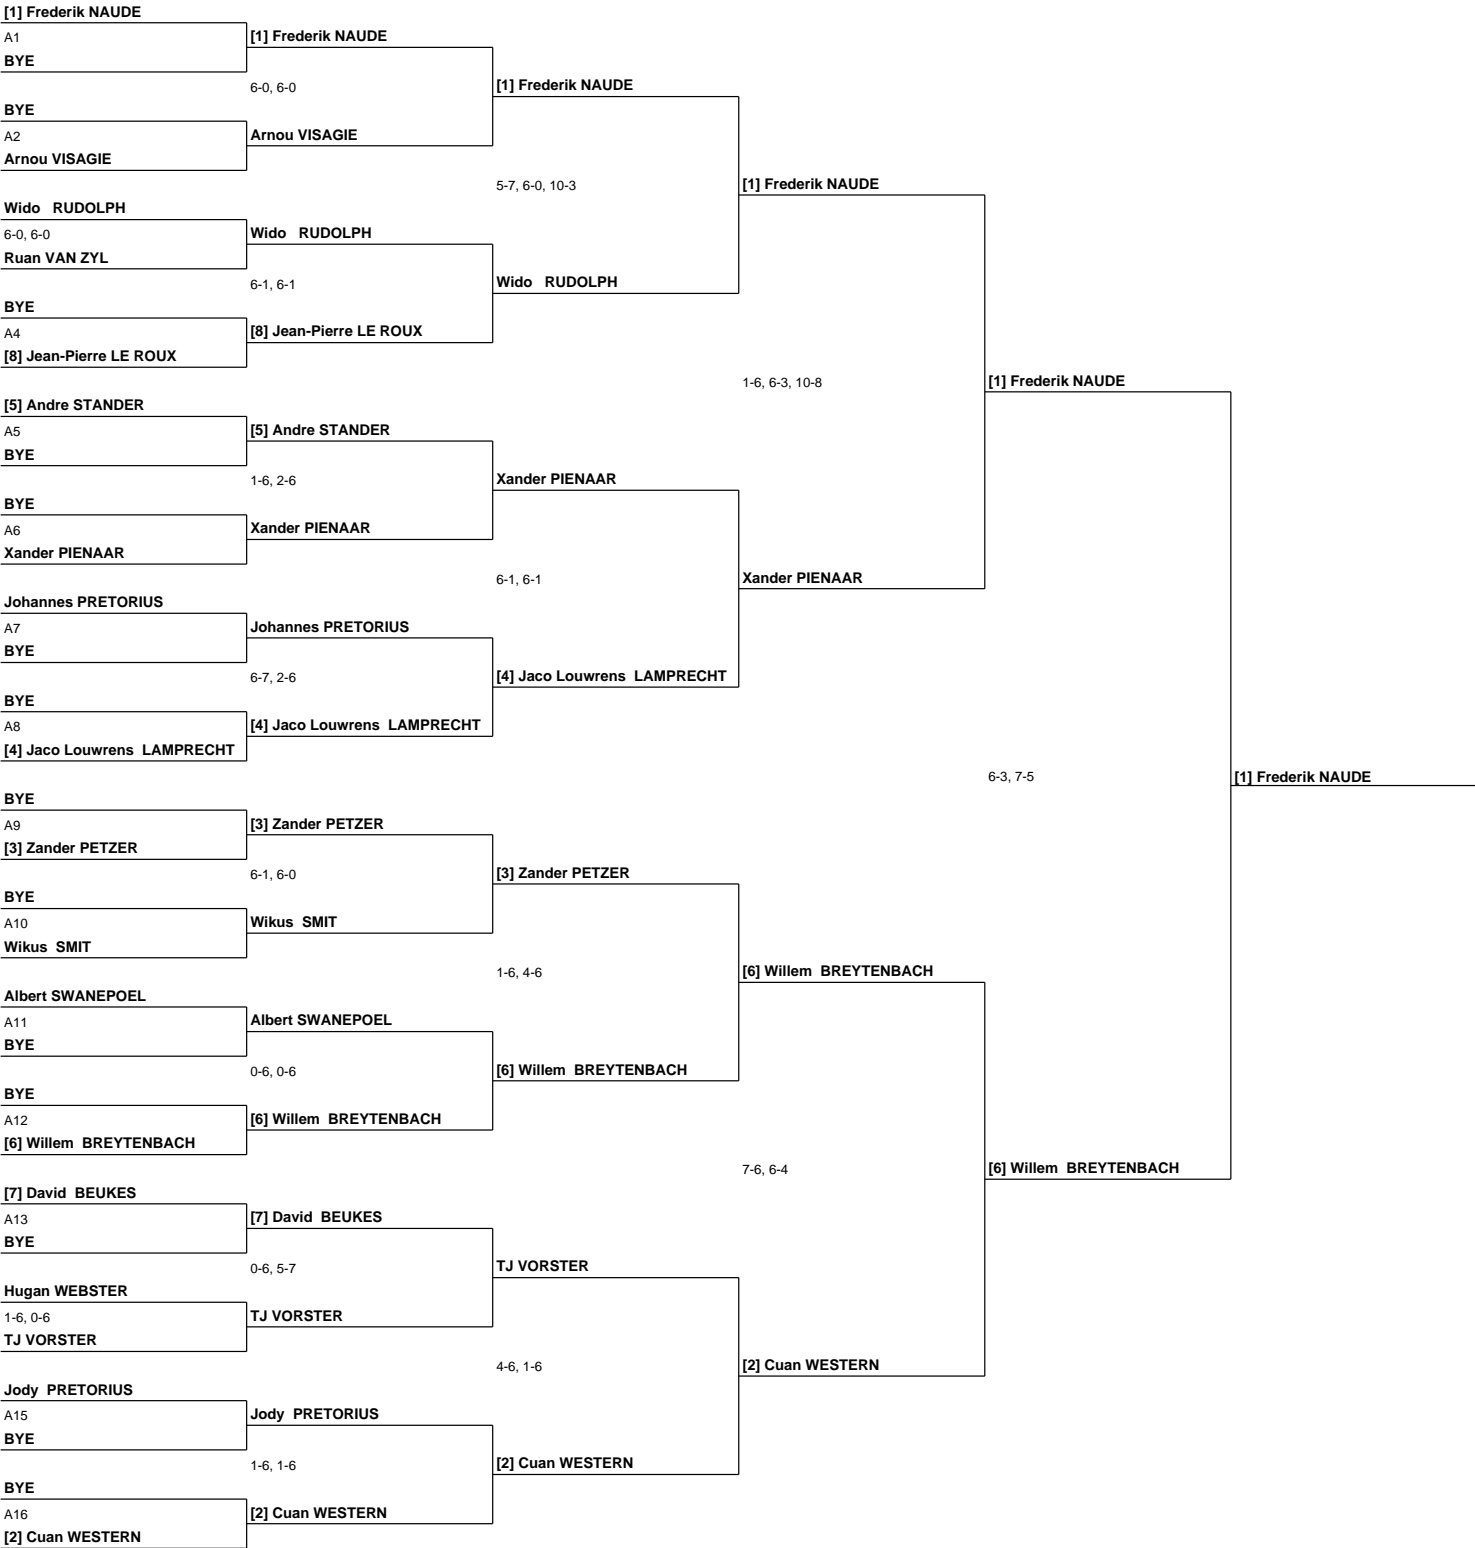 [1] Frederik NAUDE
A1
BYE
BYE
A2
Arnou VISAGIE
Wido RUDOLPH
6-0, 6-0
Ruan VAN ZYL
BYE
A4
[8] Jean-Pierre LE ROUX
[5] Andre STANDER
A5
BYE
BYE
A6
Xander PIENAAR
Johannes PRETORIUS
A7
BYE
BYE
A8
[4] Jaco Louwrens LAMPRECHT
BYE
A9
[3] Zander PETZER
BYE
A10
Wikus SMIT
Albert SWANEPOEL
A11
BYE
BYE
A12
[6] Willem BREYTENBACH
[7] David BEUKES
A13
BYE
Hugan WEBSTER
1-6, 0-6
TJ VORSTER
Jody PRETORIUS
A15
BYE
BYE
A16
[2] Cuan WESTERN
[1] Frederik NAUDE
6-0, 6-0
Arnou VISAGIE
Wido RUDOLPH
6-1, 6-1
[8] Jean-Pierre LE ROUX
[5] Andre STANDER
1-6, 2-6
Xander PIENAAR
Johannes PRETORIUS
6-7, 2-6
[4] Jaco Louwrens LAMPRECHT
[3] Zander PETZER
6-1, 6-0
Wikus SMIT
Albert SWANEPOEL
0-6, 0-6
[6] Willem BREYTENBACH
[7] David BEUKES
0-6, 5-7
TJ VORSTER
Jody PRETORIUS
1-6, 1-6
[2] Cuan WESTERN
[1] Frederik NAUDE
5-7, 6-0, 10-3
Wido RUDOLPH
Xander PIENAAR
6-1, 6-1
[4] Jaco Louwrens LAMPRECHT
[3] Zander PETZER
1-6, 4-6
[6] Willem BREYTENBACH
TJ VORSTER
4-6, 1-6
[2] Cuan WESTERN
[1] Frederik NAUDE
1-6, 6-3, 10-8
Xander PIENAAR
[6] Willem BREYTENBACH
7-6, 6-4
[2] Cuan WESTERN
[1] Frederik NAUDE
6-3, 7-5
[6] Willem BREYTENBACH
[1] Frederik NAUDE